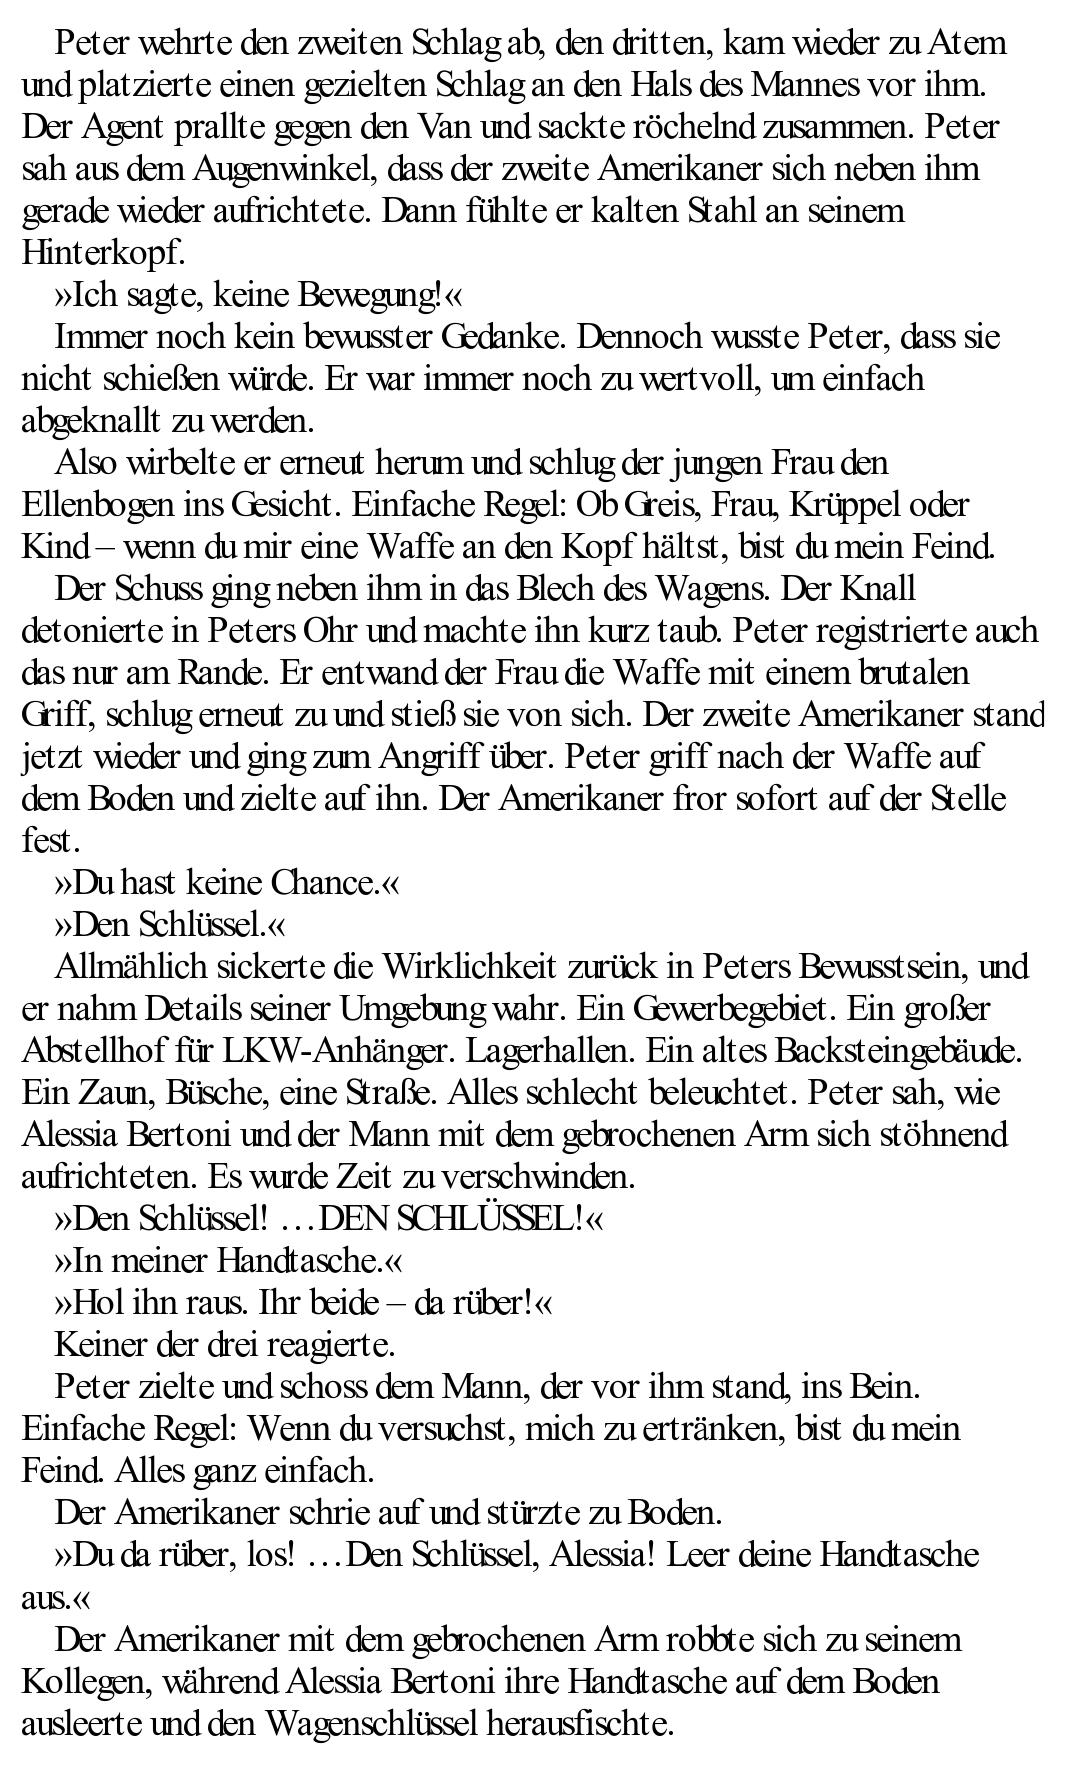 Peter wehrte den zweiten Schlag ab, den dritten, kam wieder zu Atem
und platzierte einen gezielten Schlag an den Hals des Mannes vor ihm.
Der Agent prallte gegen den Van und sackte röchelnd zusammen. Peter
sah aus dem Augenwinkel, dass der zweite Amerikaner sich neben ihm
gerade wieder aufrichtete. Dann fühlte er kalten Stahl an seinem
Hinterkopf.
»Ich sagte, keine Bewegung!«
Immer noch kein bewusster Gedanke. Dennoch wusste Peter, dass sie
nicht schießen würde. Er war immer noch zu wertvoll, um einfach
abgeknallt zu werden.
Also wirbelte er erneut herum und schlug der jungen Frau den
Ellenbogen ins Gesicht. Einfache Regel: Ob Greis, Frau, Krüppel oder
Kind – wenn du mir eine Waffe an den Kopf hältst, bist du mein Feind.
Der Schuss ging neben ihm in das Blech des Wagens. Der Knall
detonierte in Peters Ohr und machte ihn kurz taub. Peter registrierte auch
das nur am Rande. Er entwand der Frau die Waffe mit einem brutalen
Griff, schlug erneut zu und stieß sie von sich. Der zweite Amerikaner stand
jetzt wieder und ging zum Angriff über. Peter griff nach der Waffe auf
dem Boden und zielte auf ihn. Der Amerikaner fror sofort auf der Stelle
fest.
»Du hast keine Chance.«
»Den Schlüssel.«
Allmählich sickerte die Wirklichkeit zurück in Peters Bewusstsein, und
er nahm Details seiner Umgebung wahr. Ein Gewerbegebiet. Ein großer
Abstellhof für LKW-Anhänger. Lagerhallen. Ein altes Backsteingebäude.
Ein Zaun, Büsche, eine Straße. Alles schlecht beleuchtet. Peter sah, wie
Alessia Bertoni und der Mann mit dem gebrochenen Arm sich stöhnend
aufrichteten. Es wurde Zeit zu verschwinden.
»Den Schlüssel! …DEN SCHLÜSSEL!«
»In meiner Handtasche.«
»Hol ihn raus. Ihr beide – da rüber!«
Keiner der drei reagierte.
Peter zielte und schoss dem Mann, der vor ihm stand, ins Bein.
Einfache Regel: Wenn du versuchst, mich zu ertränken, bist du mein
Feind. Alles ganz einfach.
Der Amerikaner schrie auf und stürzte zu Boden.
»Du da rüber, los! …Den Schlüssel, Alessia! Leer deine Handtasche
aus.«
Der Amerikaner mit dem gebrochenen Arm robbte sich zu seinem
Kollegen, während Alessia Bertoni ihre Handtasche auf dem Boden
ausleerte und den Wagenschlüssel herausfischte.